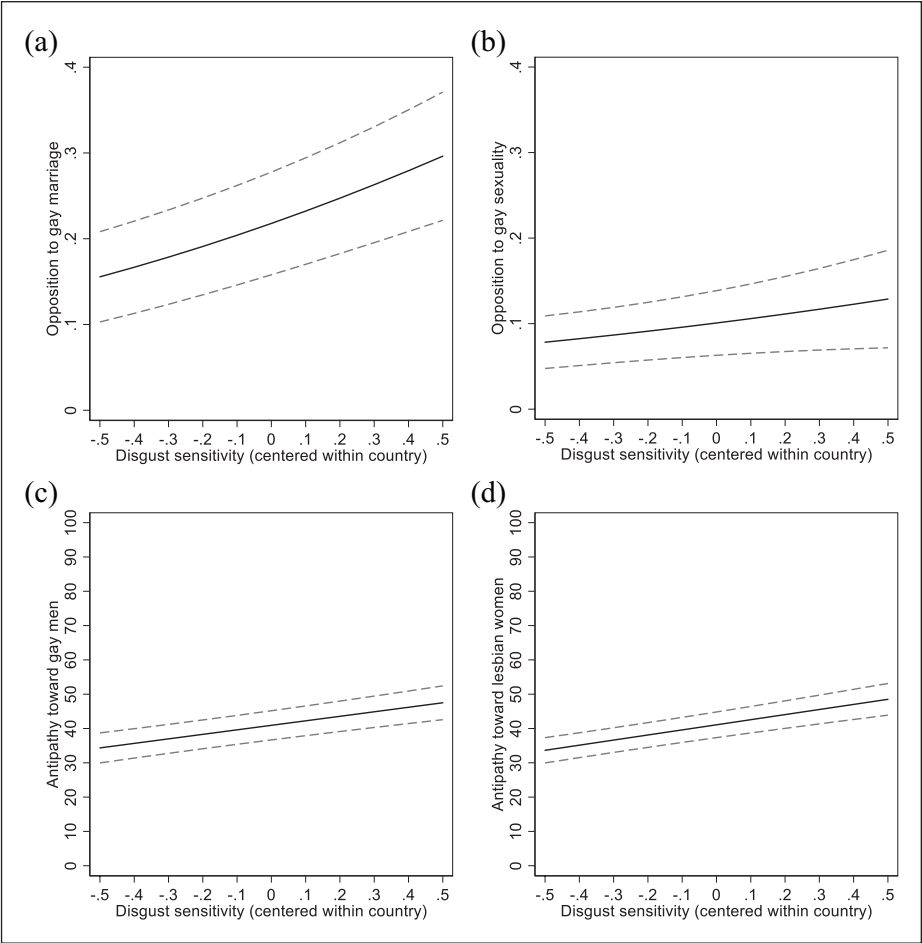 (a)
(b)
Opposition to gay marriage
0 .1 .2 .3 .4
-.5 -.4 -.3 -.2 -.1 0 .1 .2 .3 .4 .5
Disgust sensitivity (centered within country)
Opposition to gay sexuality
0 .1 .2 .3 .4
-.5 -.4 -.3 -.2 -.1 0 .1 .2 .3 .4 .5
Disgust sensitivity (centered within country)
(c)
(d)
Antipathy toward gay men
0 10 20 30 40 50 60 70 80 90 100
-.5 -.4 -.3 -.2 -.1 0 .1 .2 .3 .4 .5
Disgust sensitivity (centered within country)
Antipathy toward lesbian women
0 10 20 30 40 50 60 70 80 90 100
-.5 -.4 -.3 -.2 -.1 0 .1 .2 .3 .4 .5
Disgust sensitivity (centered within country)